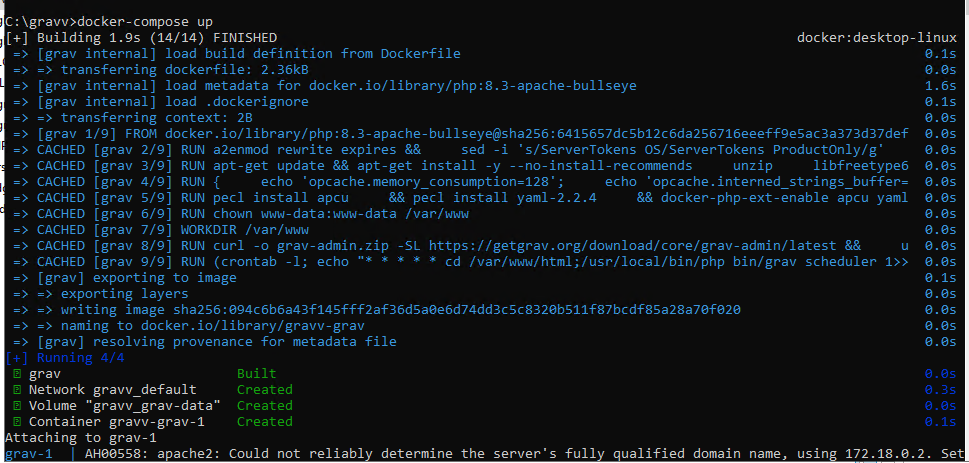 C:\gravv>docker-compose up
[+] Building 1.9s (14/14) FINISHED docker:desktop-linux
=> [grav internal] load build definition from Dockerfile 0.1s
=> => transferring dockerfile: 2.36kB 0.0s
=> [grav internal] load metadata for docker.io/library/php:8.3-apache-bullseye 1.6s
=> [grav internal] load .dockerignore 0.1s
=> => transferring context: 2B 0.0s
=> [grav 1/9] FROM docker.io/library/php:8.3-apache-bullseye@sha256:6415657dc5b12c6da256716eeeff9e5ac3a373d37def 0.0s
=> CACHED [grav 2/9] RUN a2enmod rewrite expires && sed -i 's/ServerTokens OS/ServerTokens ProductOnly/g' 0.0s
=> CACHED [grav 3/9] RUN apt-get update && apt-get install -y --no-install-recommends unzip libfreetype6 0.0s
=> CACHED [grav 4/9] RUN { echo 'opcache.memory_consumption=128'; echo 'opcache.interned_strings_buffer= 0.0s
=> CACHED [grav 5/9] RUN pecl install apcu && pecl install yaml-2.2.4 && docker-php-ext-enable apcu yaml 0.0s
=> CACHED [grav 6/9] RUN chown www-data:www-data /var/www 0.0s
=> CACHED [grav 7/9] WORKDIR /var/www 0.0s
=> CACHED [grav 8/9] RUN curl -o grav-admin.zip -SL https://getgrav.org/download/core/grav-admin/latest && u 0.0s
=> CACHED [grav 9/9] RUN (crontab -l; echo "* * * * * cd /var/www/html;/usr/local/bin/php bin/grav scheduler 1>> 0.0s
=> [grav] exporting to image 0.1s
=> => exporting layers 0.0s
=> => writing image sha256:094c6b6a43f145fff2af36d5a0e6d74dd3c5c8320b511f87bcdf85a28a70f020 0.0s
=> => naming to docker.io/library/gravv-grav 0.0s
=> [grav] resolving provenance for metadata file 0.0s
[+] Running 4/4
grav Built 0.0s
Network gravv_default Created 0.3s
Volume "gravv_grav-data" Created 0.0s
Container gravv-grav-1 Created 0.1s
Attaching to grav-1
grav-1 | AH00558: apache2: Could not reliably determine the server's fully qualified domain name, using 172.18.0.2. Set